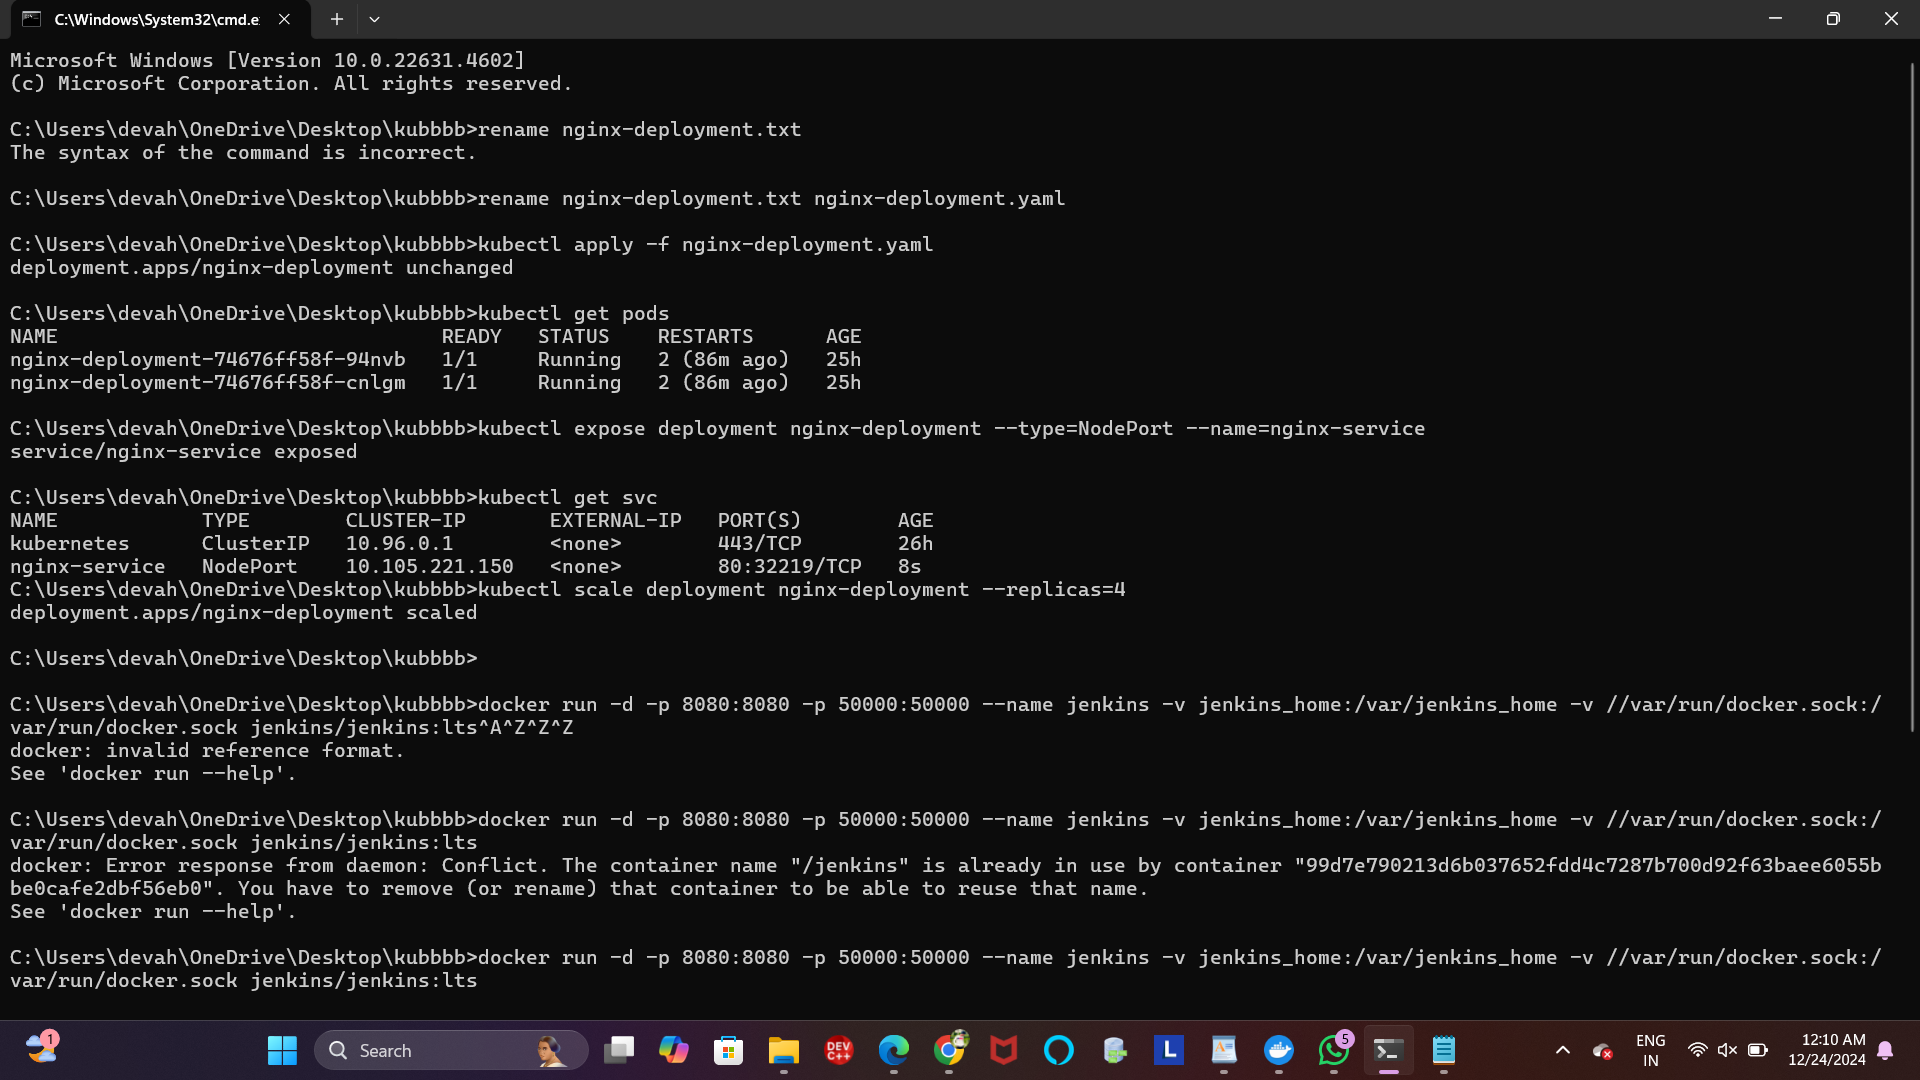 C:\Windows\System32\cmd.e
Microsoft Windows [Version 10.0.22631.4602]
(c) Microsoft Corporation. All rights reserved.
C:\Users\devah\OneDrive\Desktop\kubbbb>rename nginx-deployment.txt
The syntax of the command is incorrect.
C:\Users\devah\OneDrive\Desktop\kubbbb>rename nginx-deployment.txt nginx-deployment.yaml
C:\Users\devah\OneDrive\Desktop\kubbbb>kubectl apply -f nginx-deployment.yaml
deployment.apps/nginx-deployment unchanged
C:\Users\devah\OneDrive\Desktop\kubbbb>kubectl get pods
NAME READY STATUS RESTARTS AGE
nginx-deployment-74676ff58f-94nvb 1/1 Running 2 (86m ago) 25h
nginx-deployment-74676ff58f-cnlgm 1/1 Running 2 (86m ago) 25h
C:\Users\devah\OneDrive\Desktop\kubbbb>kubectl expose deployment nginx-deployment --type=NodePort --name=nginx-service
service/nginx-service exposed
C:\Users\devah\OneDrive\Desktop\kubbbb>kubectl get svc
NAME TYPE CLUSTER-IP EXTERNAL-IP PORT(S) AGE
kubernetes ClusterIP 10.96.0.1 <none> 443/TCP 26h
nginx-service NodePort 10.105.221.150 <none> 80:32219/TCP 8s
C:\Users\devah\OneDrive\Desktop\kubbbb>kubectl scale deployment nginx-deployment --replicas=4
deployment.apps/nginx-deployment scaled
C:\Users\devah\OneDrive\Desktop\kubbbb>
C:\Users\devah\OneDrive\Desktop\kubbbb>docker run -d -p 8080:8080 -p 50000:50000 --name jenkins -v jenkins_home:/var/jenkins_home -v //var/run/docker.sock:/
var/run/docker.sock jenkins/jenkins:lts^A^Z^Z^Z
docker: invalid reference format.
See 'docker run --help'.
C:\Users\devah\OneDrive\Desktop\kubbbb>docker run -d -p 8080:8080 -p 50000:50000 --name jenkins -v jenkins_home:/var/jenkins_home -v //var/run/docker.sock:/
var/run/docker.sock jenkins/jenkins:lts
docker: Error response from daemon: Conflict. The container name "/jenkins" is already in use by container "99d7e790213d6b037652fdd4c7287b700d92f63baee6055b
be0cafe2dbf56eb0". You have to remove (or rename) that container to be able to reuse that name.
See 'docker run --help'.
C:\Users\devah\OneDrive\Desktop\kubbbb>docker run -d -p 8080:8080 -p 50000:50000 --name jenkins -v jenkins_home:/var/jenkins_home -v //var/run/docker.sock:/
var/run/docker.sock jenkins/jenkins:lts
1
Search
DEV
C++
L
5
ENG
IN
12:10 AM
12/24/2024